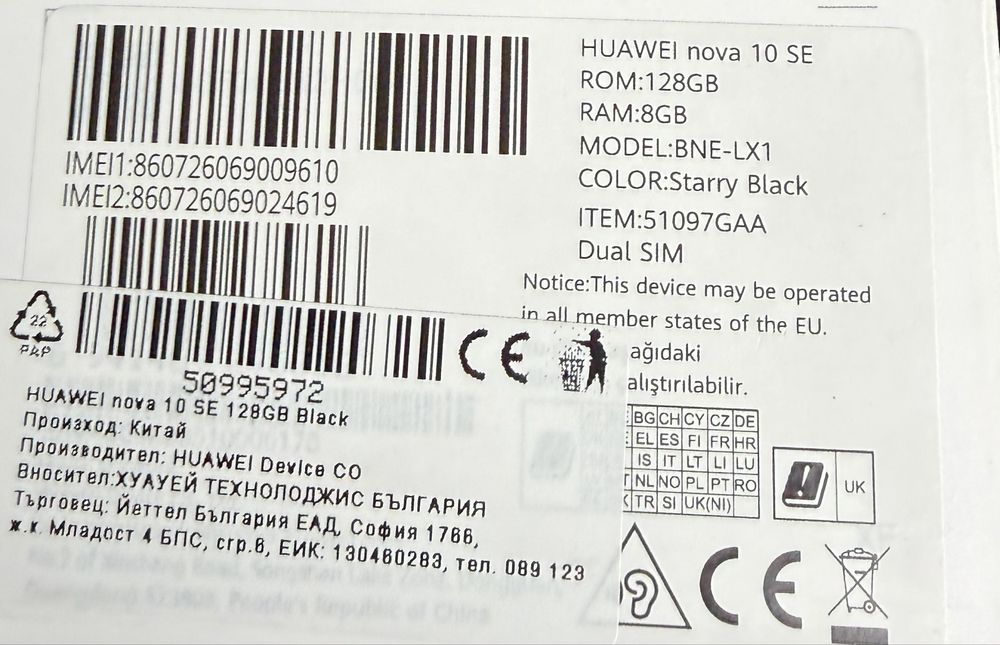 IMEI1:860726069009610
IMEI2:860726069024619
HUAWEI nova 10 SE
ROM:128GB
RAM:8GB
MODEL:BNE-LX1
COLOR:Starry Black
ITEM:51097GAA
Dual SIM
Notice:This device may be operated
in all member states of the EU.
ağıdaki
alıştırılabilir.
BG CH CY CZ DE
EL ES FI FR HR
IS IT LT LI LU
NL NO PL PT RO
TR SI UK(NI)
UK
CE
22
PAP
CE
50995972
HUAWEI nova 10 SE 128GB Black
Произход: Китай
Производител: HUAWEI Device CO
Вносител:ХУАУЕЙ ТЕХНОЛОДЖИС БЪЛГАРИЯ
Търговец: Йеттел България ЕАД, София 1766,
ж.к. Младост 4 БПС, сгр.6, ЕИК: 130460283, тел. 089 123